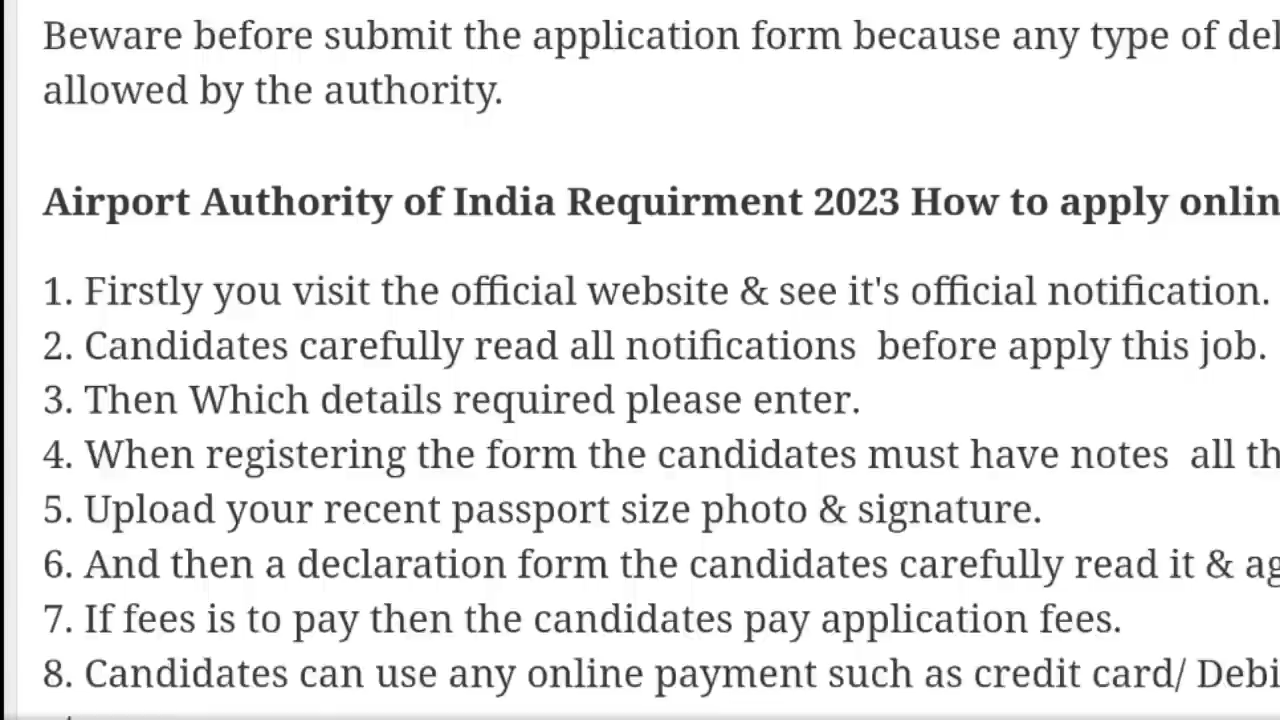 Beware before submit the application form because any type of
allowed by the authority.
Airport Authority of India Requirment 2023 How to apply
1. Firstly you visit the official website & see it's official notification.
2. Candidates carefully read all notifications before apply this job.
3. Then Which details required please enter.
4. When registering the form the candidates must have notes all
5. Upload your recent passport size photo & signature.
6. And then a declaration form the candidates carefully read it &
7. If fees is to pay then the candidates pay application fees.
8. Candidates can use any online payment such as credit card/